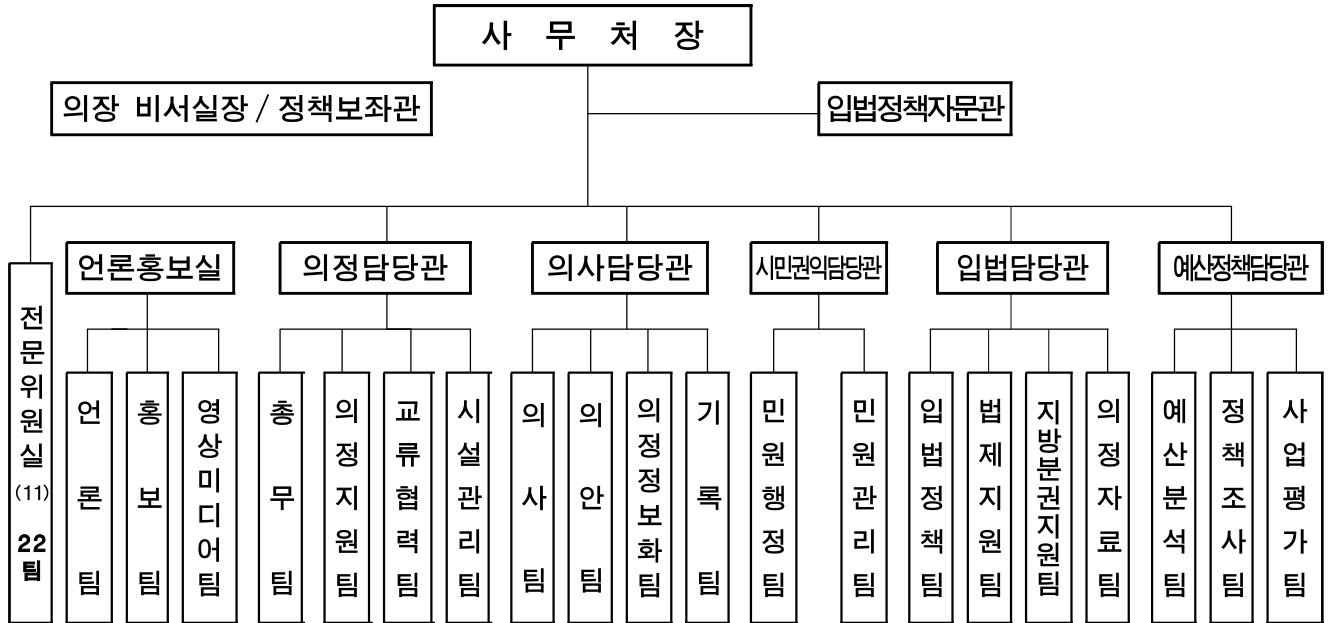 사 무 처 장
의장 비서실장 / 정책보좌관
입법정책자문관
전문위원실
(11)
22
팀
언론홍보실
의정담당관
의사담당관
시민권익담당관
입법담당관
예산정책담당관
언론팀
홍보팀
영상미디어팀
총무팀
의정지원팀
교류협력팀
시설관리팀
의사팀
의안팀
의정정보화팀
기록팀
민원행정팀
민원관리팀
입법정책팀
법제지원팀
지방분권지원팀
의정자료팀
예산분석팀
정책조사팀
사업평가팀